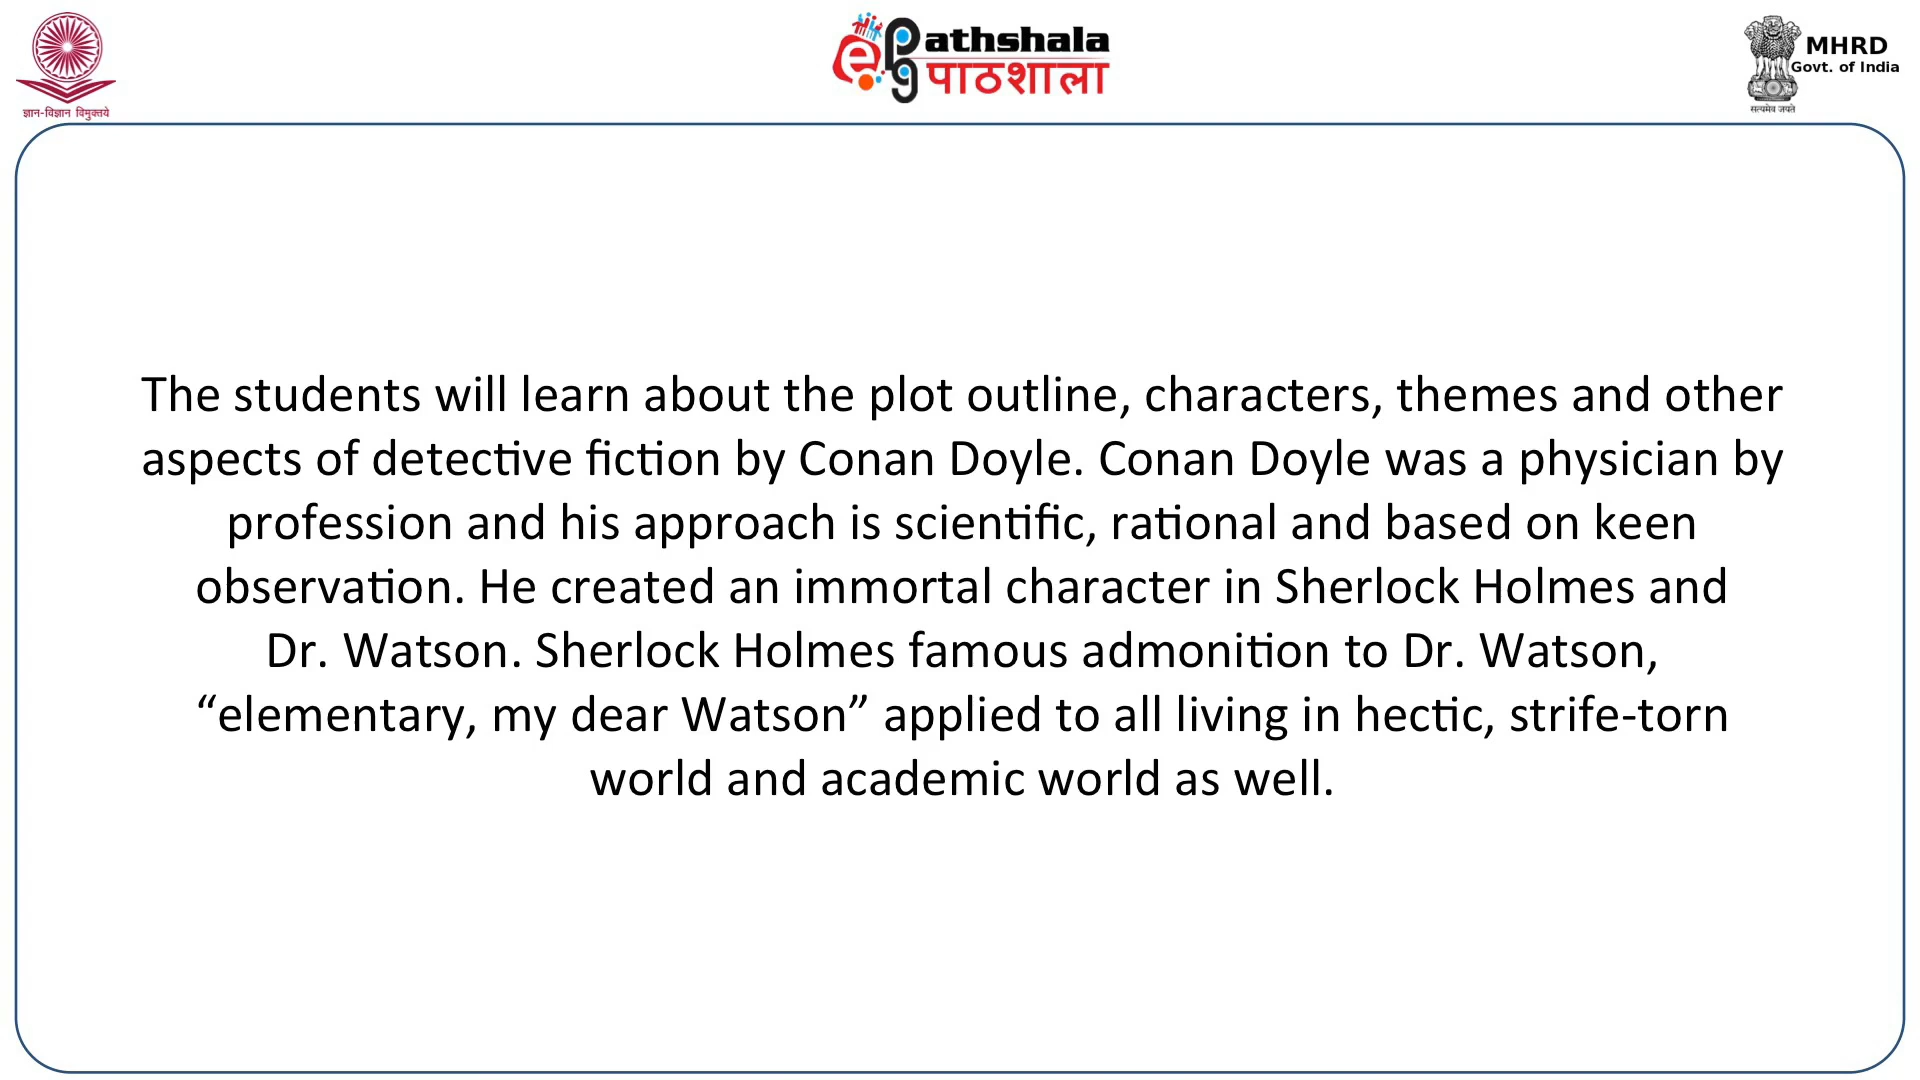 ज्ञान-विज्ञान विमुक्तये
e pg Pathshala
पाठशाला
MHRD
Govt. of India
सत्यमेव जयते
The students will learn about the plot outline, characters, themes and other
aspects of detective fiction by Conan Doyle. Conan Doyle was a physician by
profession and his approach is scientific, rational and based on keen
observation. He created an immortal character in Sherlock Holmes and
Dr. Watson. Sherlock Holmes famous admonition to Dr. Watson,
“elementary, my dear Watson” applied to all living in hectic, strife-torn
world and academic world as well.